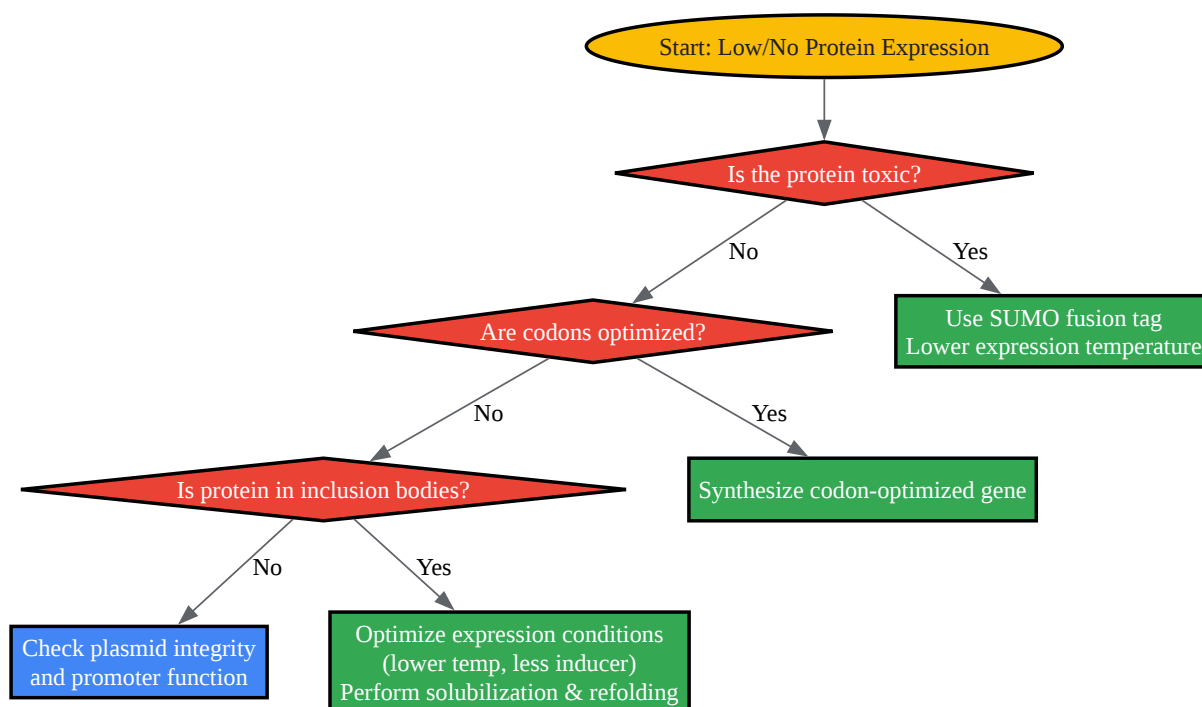 Start: Low/No Protein Expression
Is the protein toxic?
No
Yes
Are codons optimized?
Use SUMO fusion tag
Lower expression temperature
No
Yes
Is protein in inclusion bodies?
Synthesize codon-optimized gene
No
Yes
Check plasmid integrity
and promoter function
Optimize expression conditions
(lower temp, less inducer)
Perform solubilization & refolding